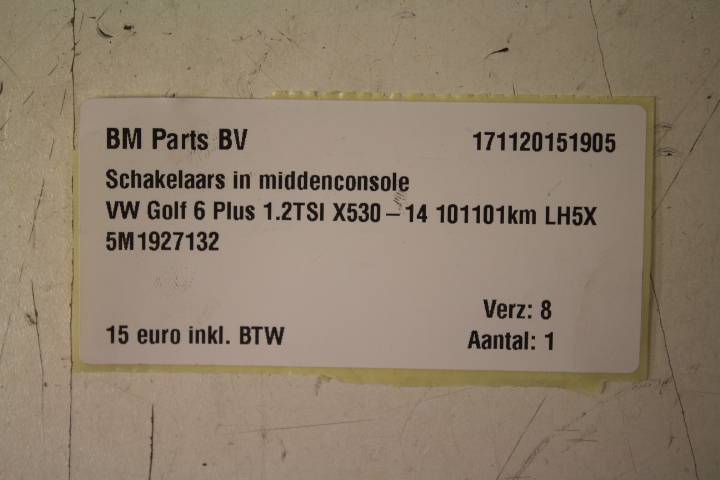 BM Parts BV 171120151905
Schakelaars in middenconsole
VW Golf 6 Plus 1.2TSI X530 – 14 101101km LH5X
5M1927132
Verz: 8
15 euro inkl. BTW Aantal: 1